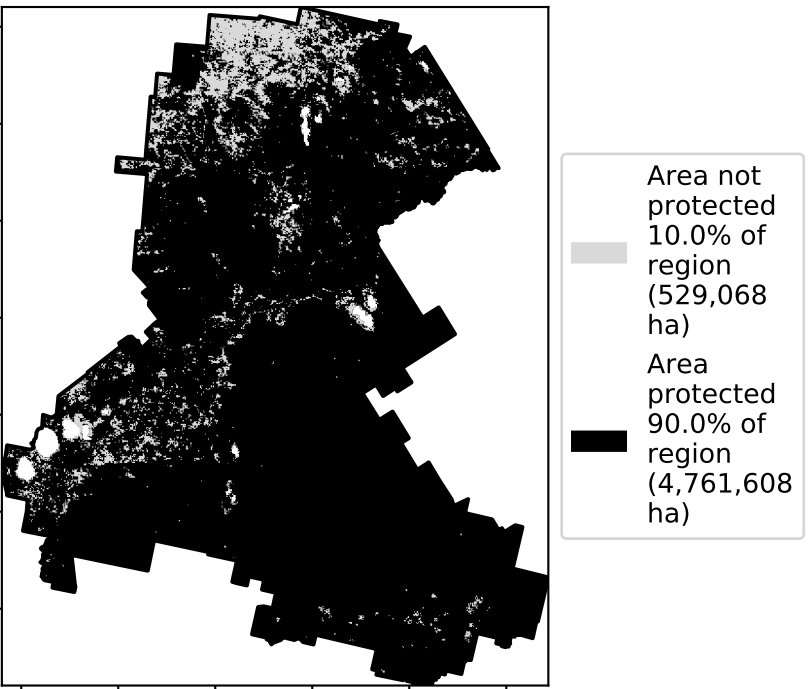 Area not
protected
10.0% of
region
(529,068
ha)
Area
protected
90.0% of
region
(4,761,608
ha)